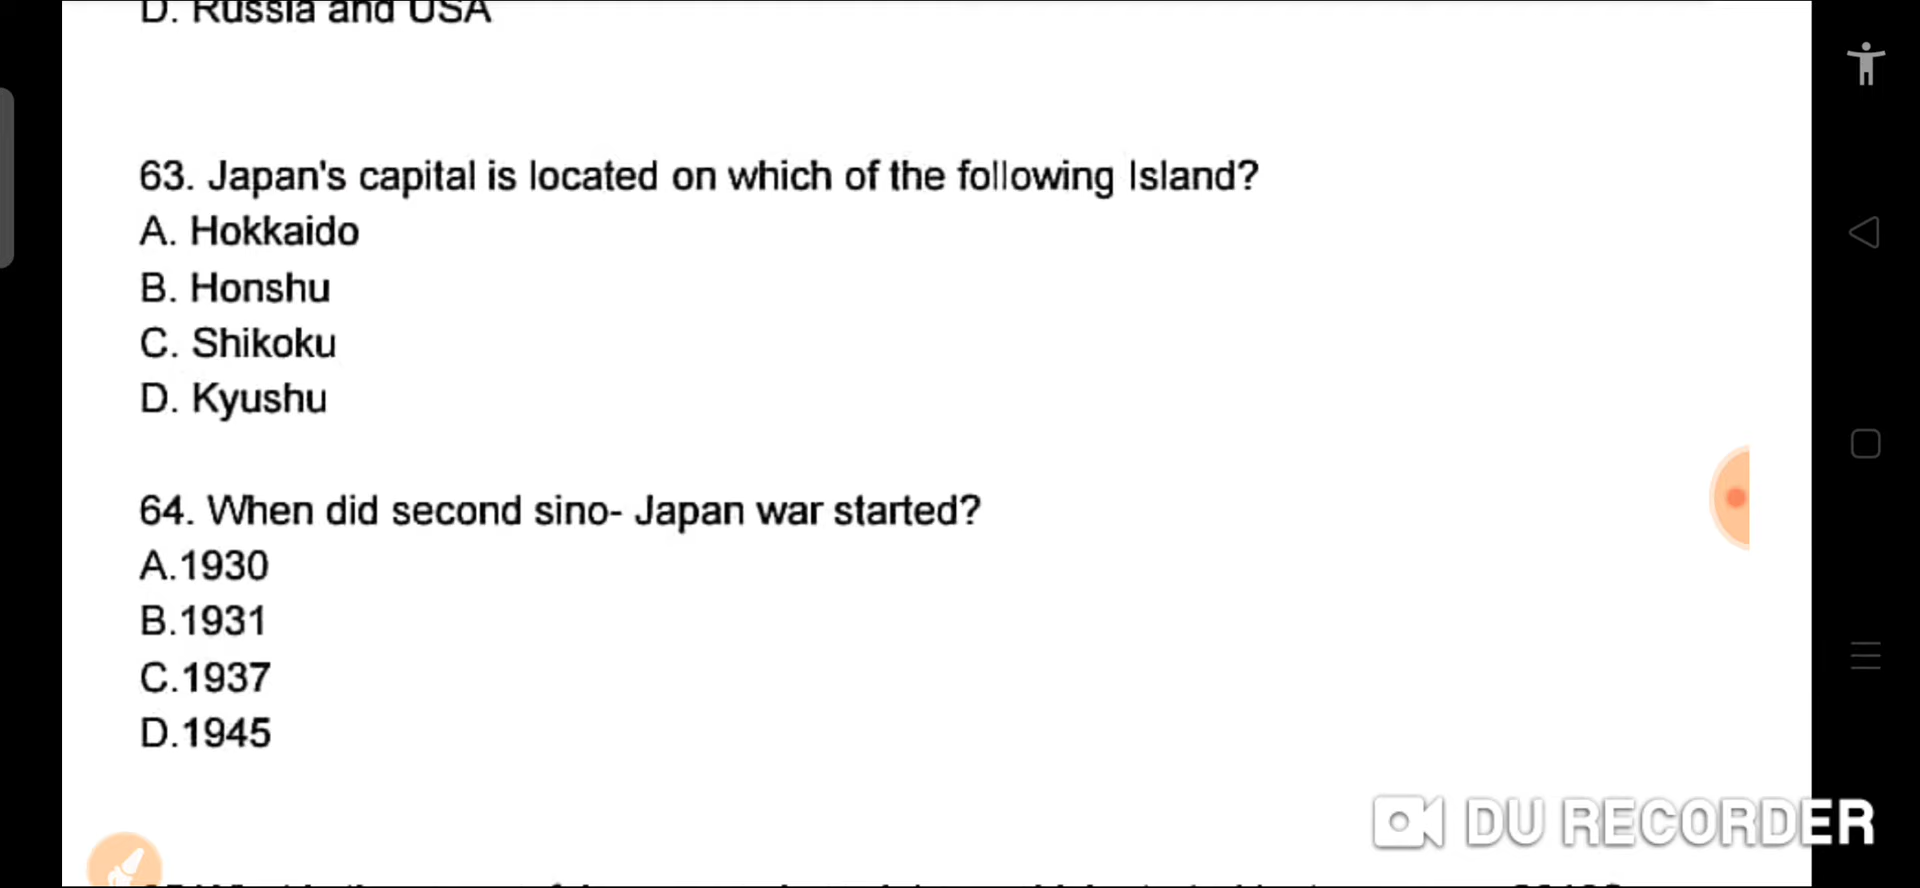 D. Russia and USA
63. Japan's capital is located on which of the following Island?
A. Hokkaido
B. Honshu
C. Shikoku
D. Kyushu
64. When did second sino- Japan war started?
A.1930
B.1931
C.1937
D.1945
DU RECORDER